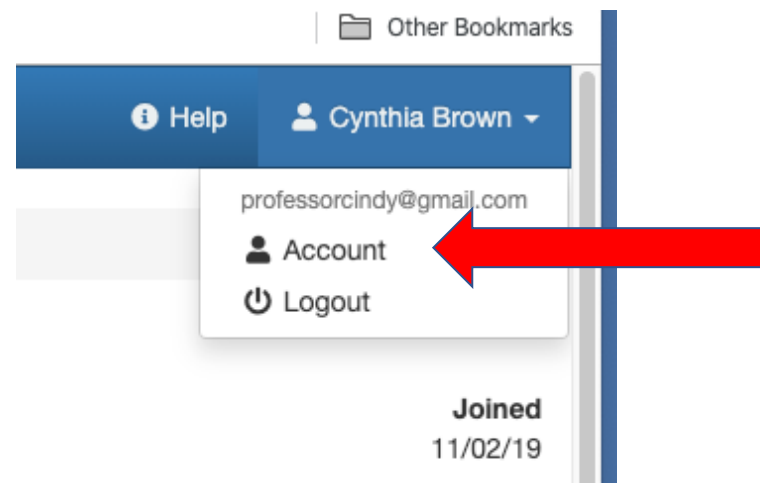 Other Bookmarks
Help Cynthia Brown
professorcindy@gmail.com
Account
Logout
Joined
11/02/19